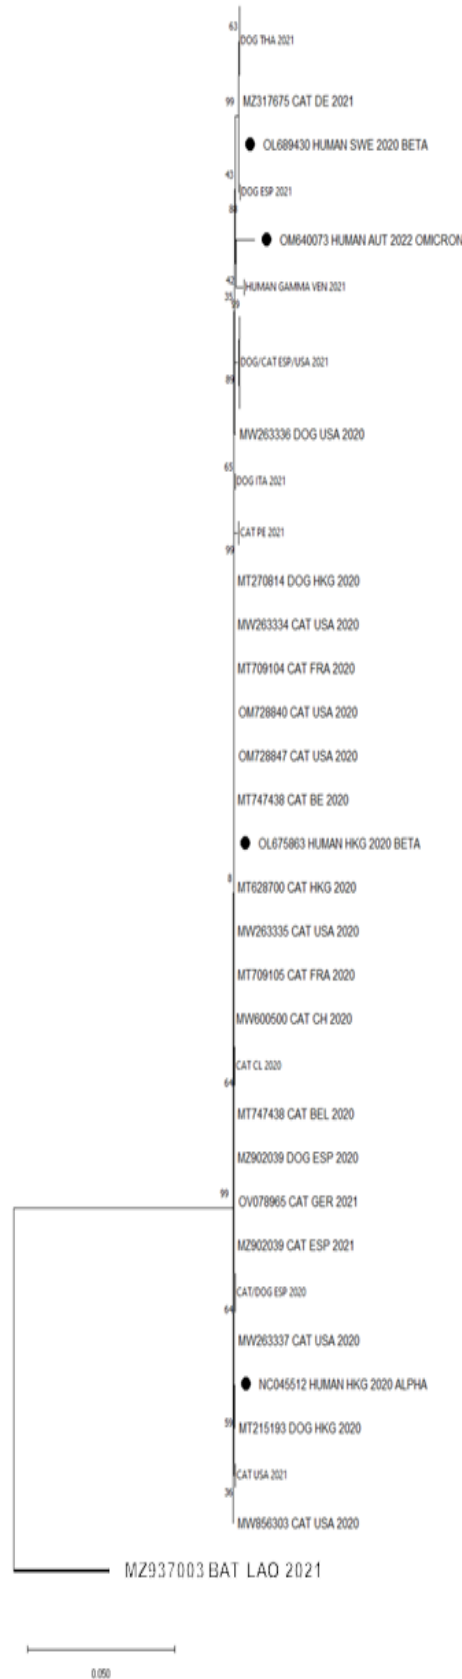 63
DOG THA 2021
99
MZ317675 CAT DE 2021
OL689430 HUMAN SWE 2020 BETA
43
DOG ESP 2021
88
OM640073 HUMAN AUT 2022 OMICRON
42
HUMAN GAMMA VEN 2021
35
99
DOG/CAT ESP/USA 2021
89
MW263336 DOG USA 2020
65
DOG ITA 2021
CAT PE 2021
99
MT270814 DOG HKG 2020
MW263334 CAT USA 2020
MT709104 CAT FRA 2020
OM728840 CAT USA 2020
OM728847 CAT USA 2020
MT747438 CAT BE 2020
OL675863 HUMAN HKG 2020 BETA
8
MT628700 CAT HKG 2020
MW263335 CAT USA 2020
MT709105 CAT FRA 2020
MW600500 CAT CH 2020
CAT CL 2020
64
MT747438 CAT BEL 2020
MZ902039 DOG ESP 2020
99
OV078965 CAT GER 2021
MZ902039 CAT ESP 2021
CAT/DOG ESP 2020
64
MW263337 CAT USA 2020
NC045512 HUMAN HKG 2020 ALPHA
59
MT215193 DOG HKG 2020
CAT USA 2021
36
MW856303 CAT USA 2020
MZ937003 BAT LAO 2021
0.050